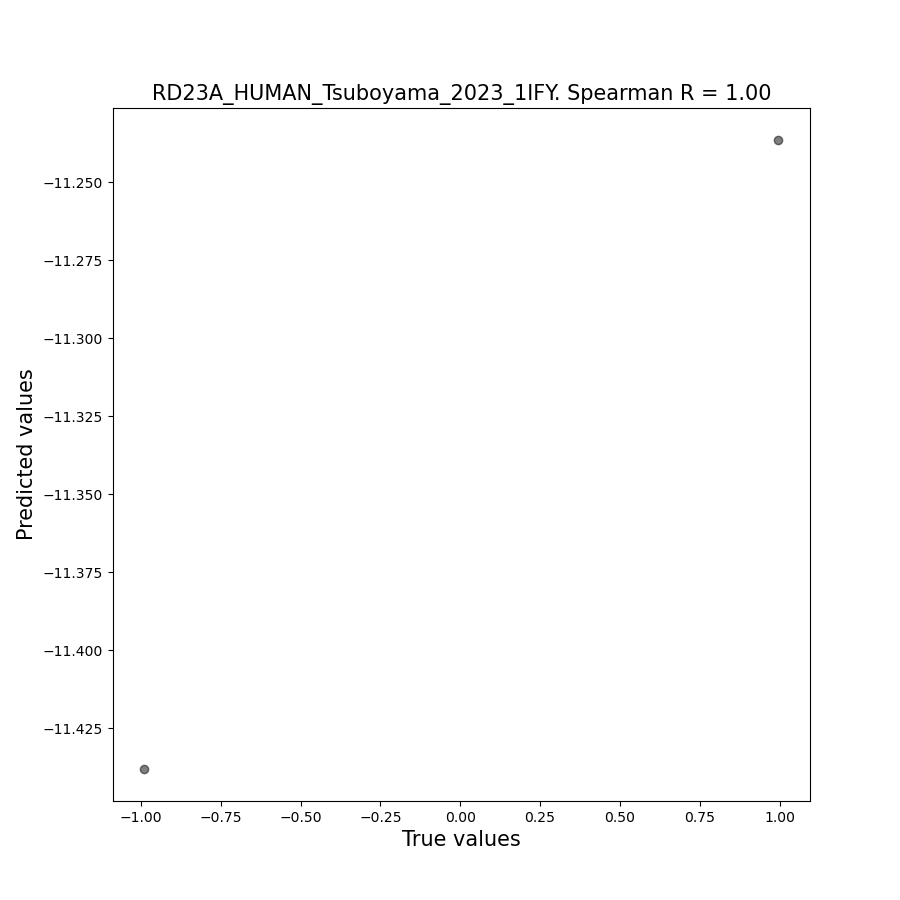 RD23A_HUMAN_Tsuboyama_2023_1IFY. Spearman R = 1.00
−11.250
−11.275
−11.300
−11.325
−11.350
−11.375
−11.400
−11.425
Predicted values
−1.00 −0.75 −0.50 −0.25 0.00 0.25 0.50 0.75 1.00
True values